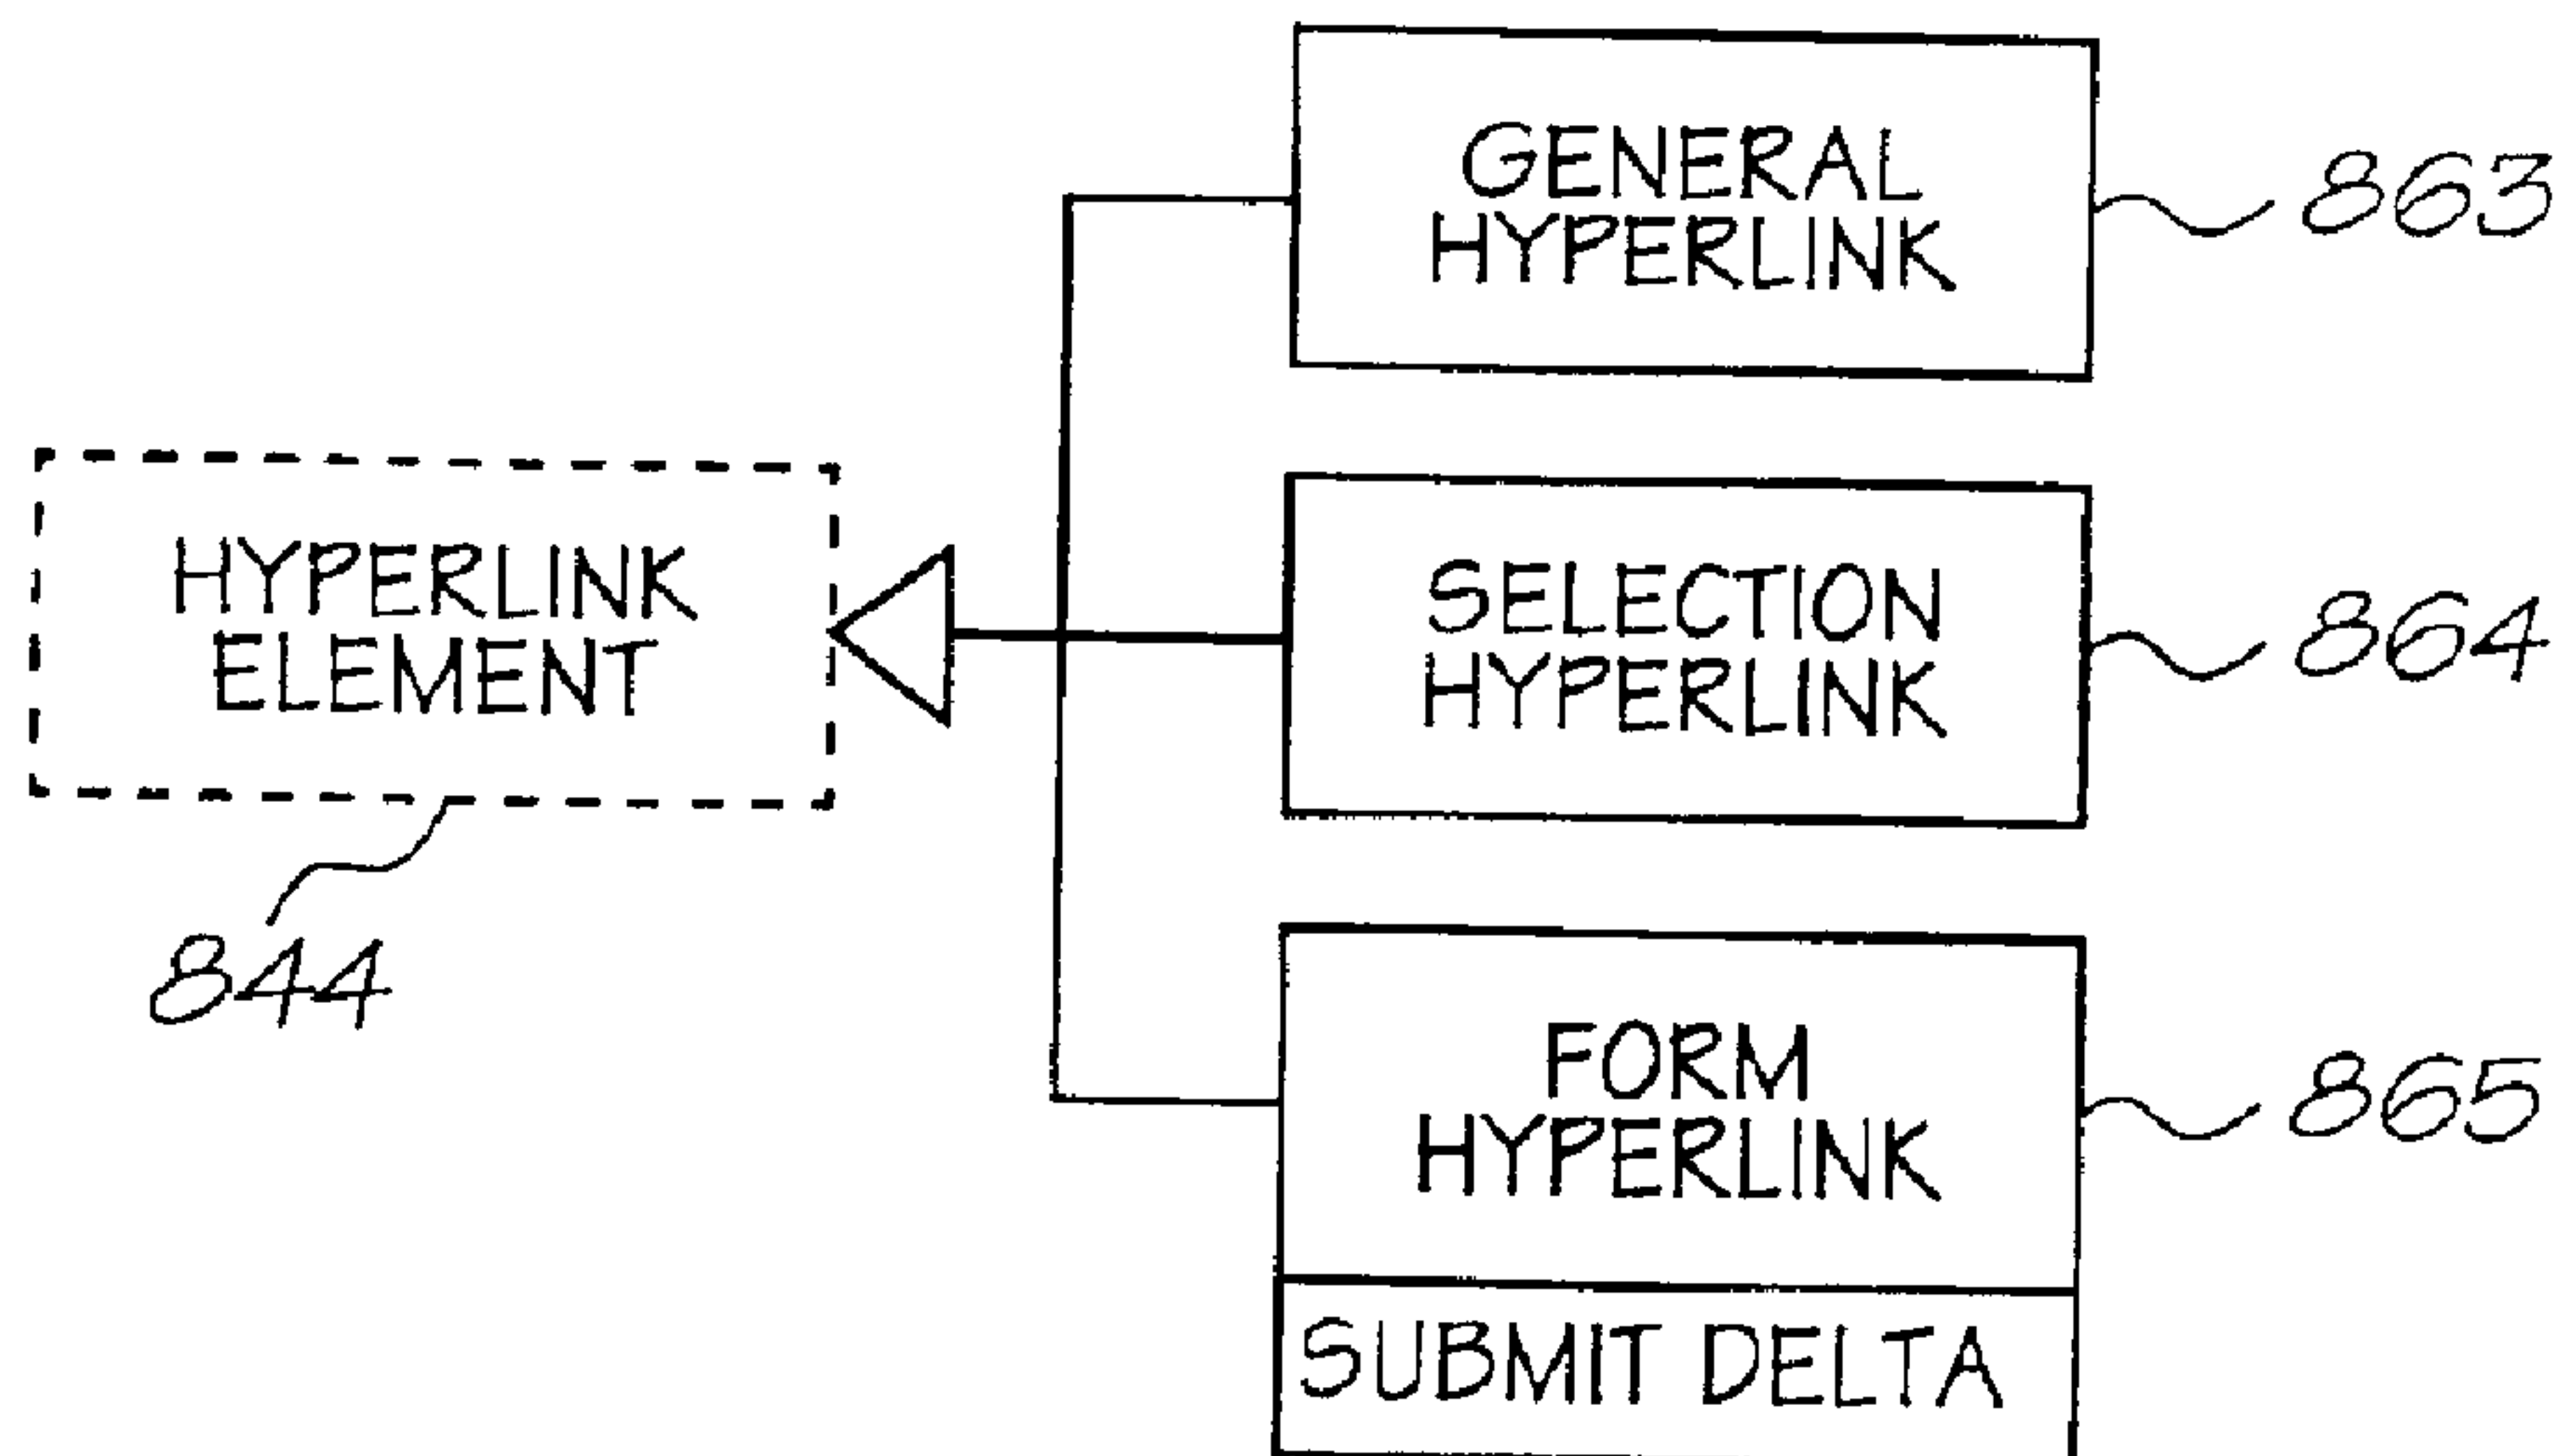 GENERAL
HYPERLINK
863
HYPERLINK
ELEMENT
844
SELECTION
HYPERLINK
864
FORM
HYPERLINK
865
SUBMIT DELTA